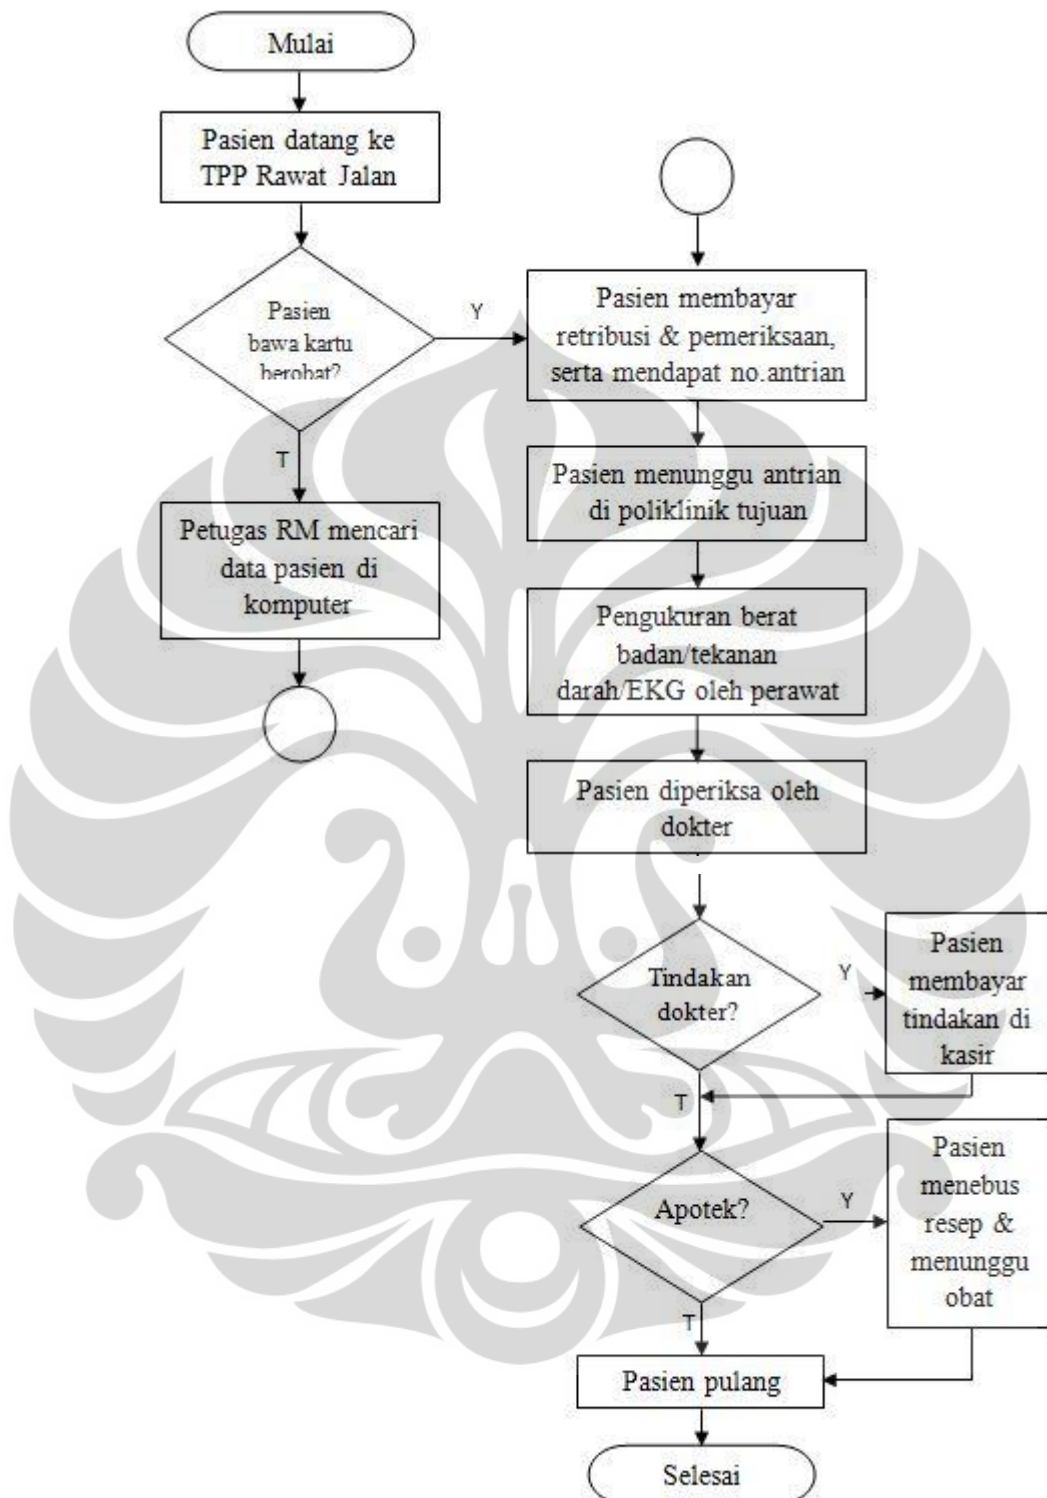 Mulai
Pasien datang ke
TPP Rawat Jalan
Pasien
bawa kartu
berobat?
Y
T
Petugas RM mencari
data pasien di
komputer
Pasien membayar
retribusi & pemeriksaan,
serta mendapat no.antrian
Pasien menunggu antrian
di poliklinik tujuan
Pengukuran berat
badan/tekanan
darah/EKG oleh perawat
Pasien diperiksa oleh
dokter
Tindakan
dokter?
Y
Pasien
membayar
tindakan di
kasir
T
Apotek?
Y
Pasien
menebus
resep &
menunggu
obat
T
Pasien pulang
Selesai